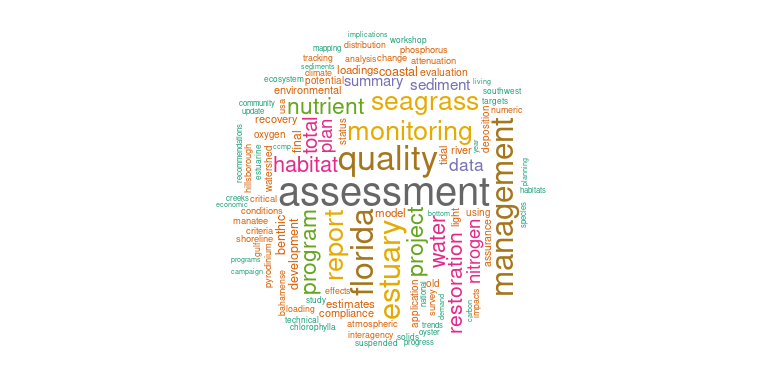 implications
workshop
mapping
distribution
phosphorus
tracking
analysis
change
attenuation
sediments
climate
loadings
coastal
evaluation
ecosystem
potential
summary
sediment
living
environmental
seagrass
southwest
community
usa
nutrient
targets
update
numeric
recovery
total
plan
status
monitoring
deposition
oxygen
final
quality
tidal
river
year
management
recommendations
estuarine
ccmp
habitat
data
hillsborough
watershed
planning
assessment
habitats
creeks
critical
economic
conditions
program
report
florida
model
estuary
project
bottom
water
light
using
species
manatee
benthic
restoration
nitrogen
assurance
criteria
shoreline
gulf
development
programs
pyrodinium
campaign
bahamense
effects
application
old
national
survey
demand
carbon
impacts
study
estimates
loading
compliance
technical
atmospheric
trends
chlorophylla
oyster
interagency
solids
suspended
progress